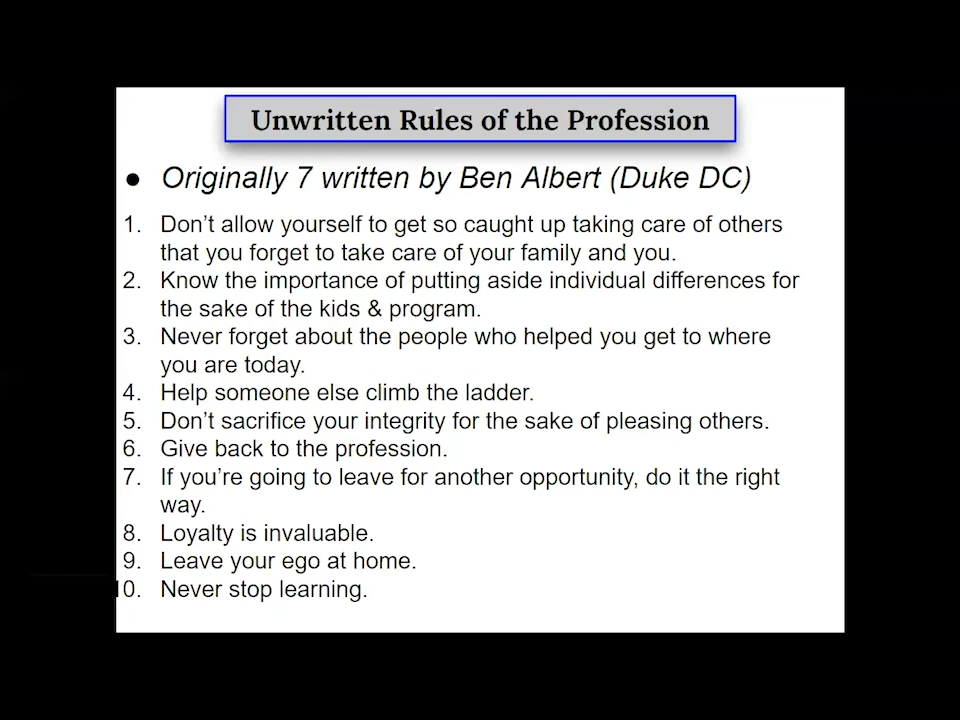 Unwritten Rules of the Profession
● Originally 7 written by Ben Albert (Duke DC)
1. Don't allow yourself to get so caught up taking care of others
that you forget to take care of your family and you.
2. Know the importance of putting aside individual differences for
the sake of the kids & program.
3. Never forget about the people who helped you get to where
you are today.
4. Help someone else climb the ladder.
5. Don't sacrifice your integrity for the sake of pleasing others.
6. Give back to the profession.
7. If you're going to leave for another opportunity, do it the right
way.
8. Loyalty is invaluable.
9. Leave your ego at home.
10. Never stop learning.